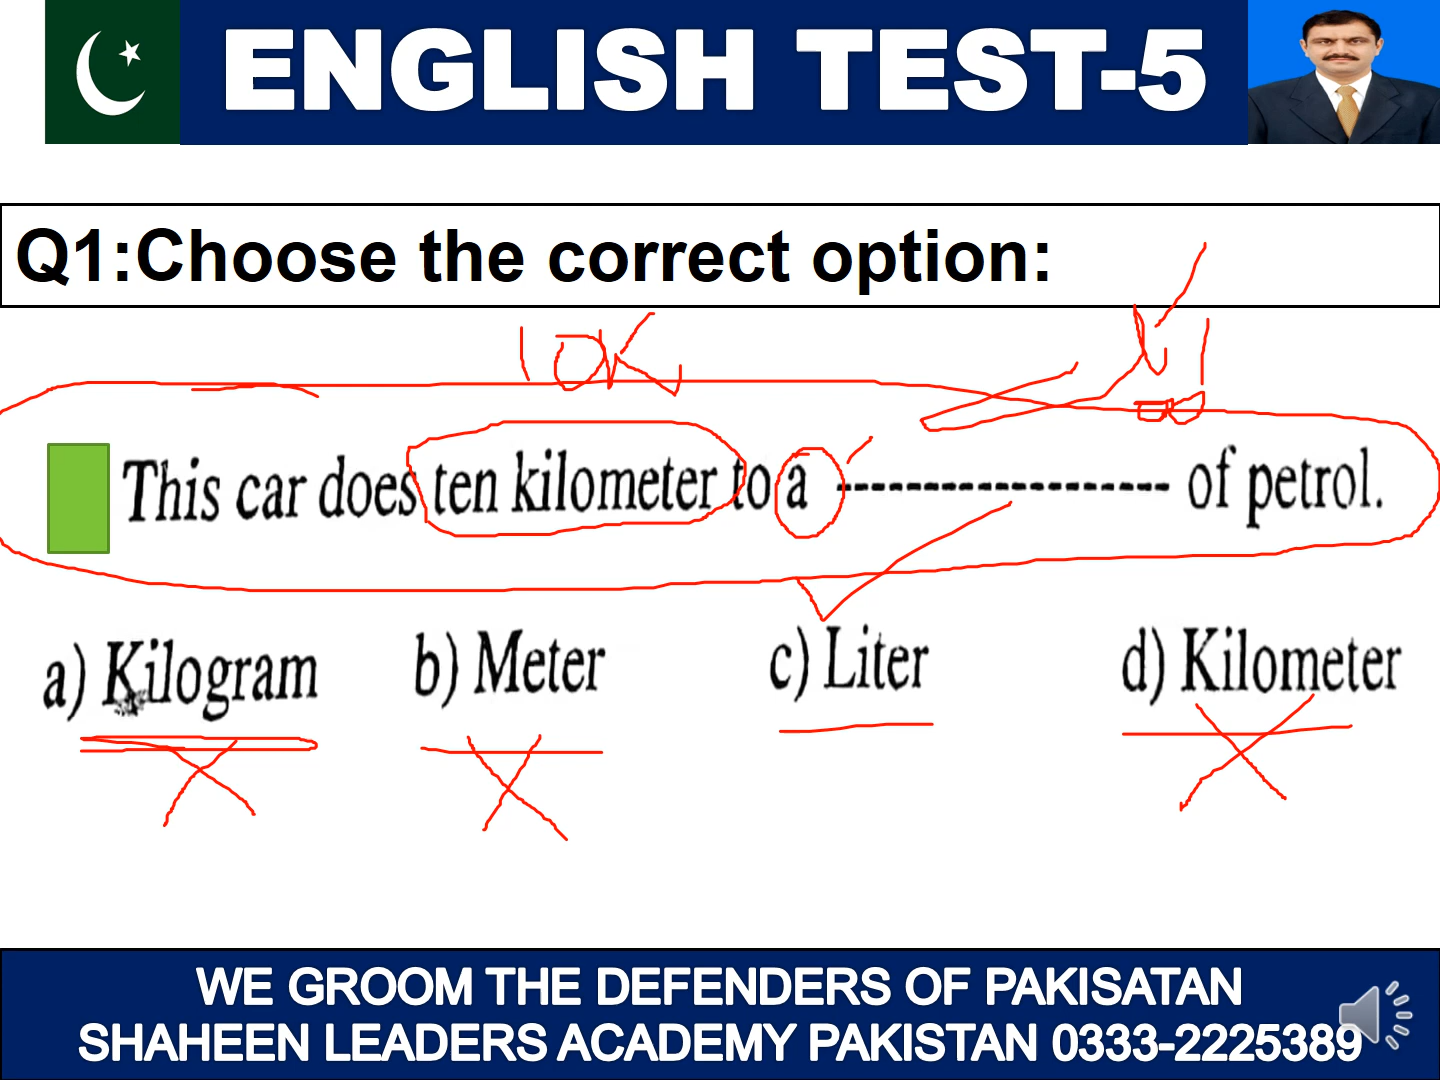 ENGLISH TEST-5
Q1:Choose the correct option:
10K
This car does ten kilometer to a -------------------- of petrol.
a) Kilogram b) Meter c) Liter d) Kilometer
WE GROOM THE DEFENDERS OF PAKISATAN
SHAHEEN LEADERS ACADEMY PAKISTAN 0333-2225389